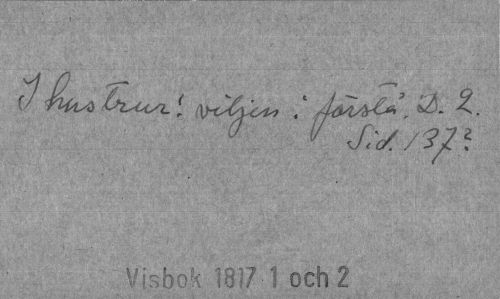 I hustrur! viljen i förstå. D. 2.
Sid. 137?
Visbok 1817 1 och 2